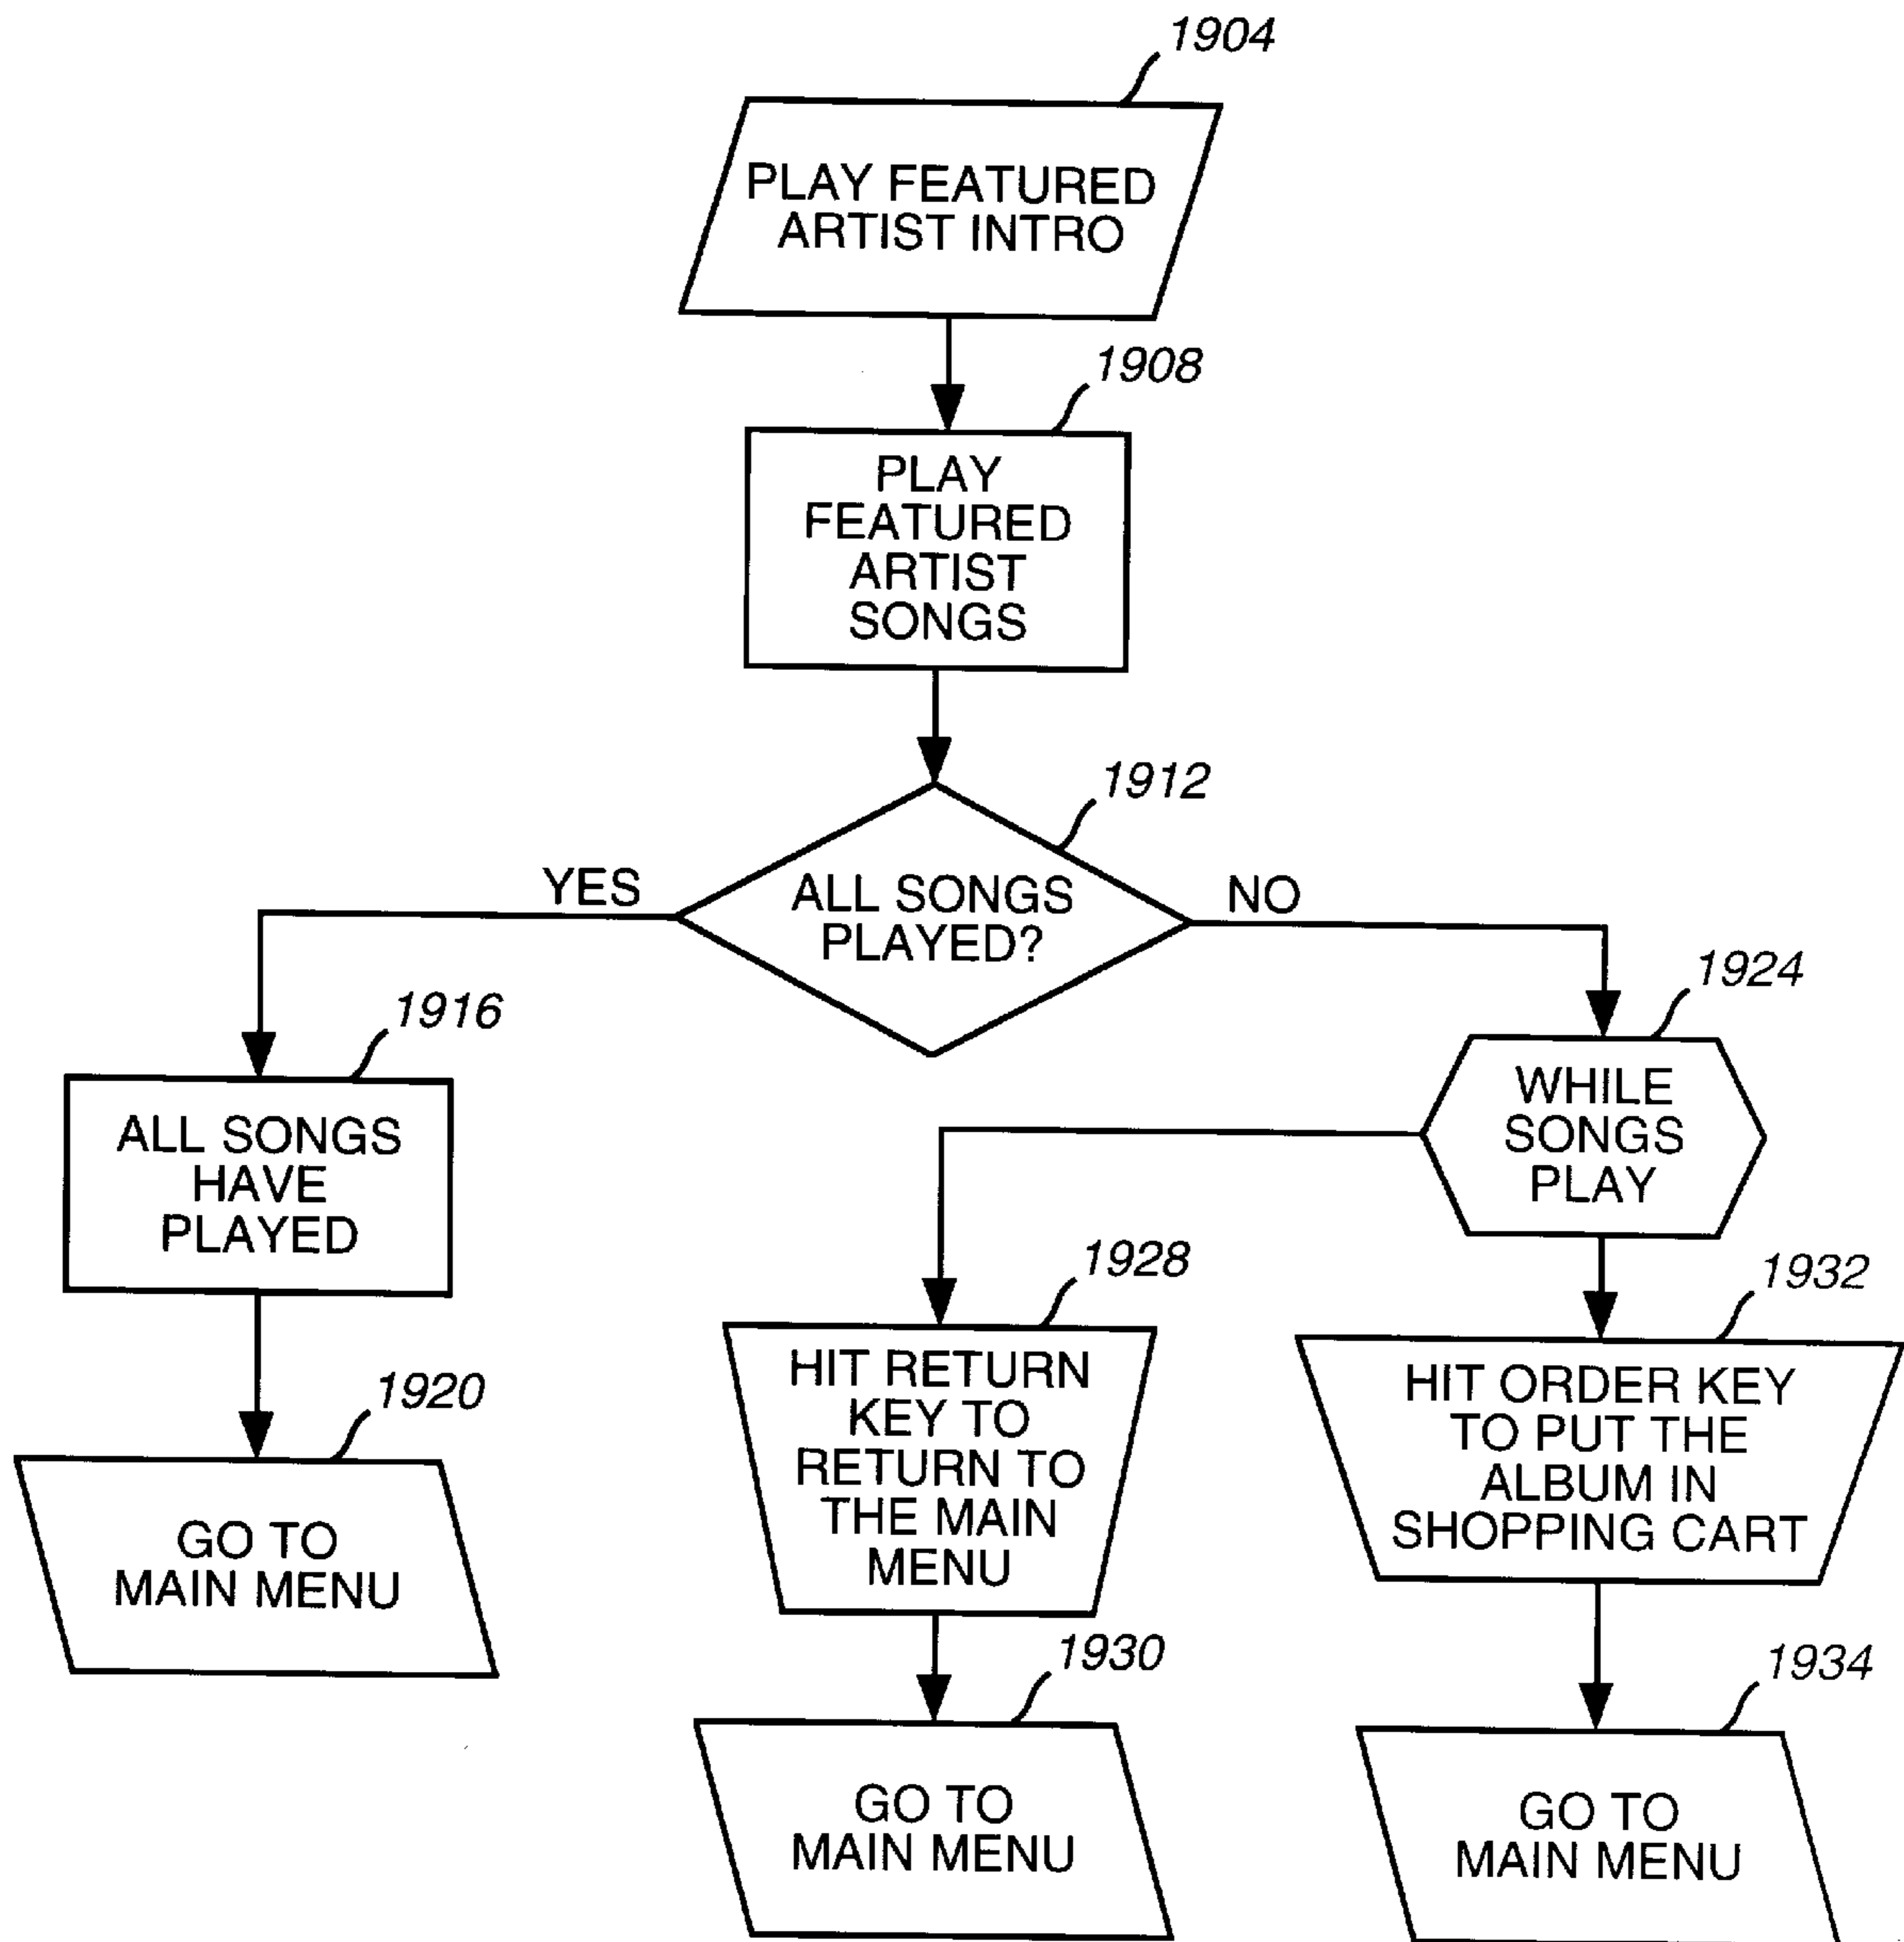 1904
PLAY FEATURED
ARTIST INTRO
1908
PLAY
FEATURED
ARTIST
SONGS
1912
ALL SONGS
PLAYED?
YES
NO
1916
ALL SONGS
HAVE
PLAYED
1920
GO TO
MAIN MENU
1924
WHILE
SONGS
PLAY
1928
HIT RETURN
KEY TO
RETURN TO
THE MAIN
MENU
1930
GO TO
MAIN MENU
1932
HIT ORDER KEY
TO PUT THE
ALBUM IN
SHOPPING CART
1934
GO TO
MAIN MENU